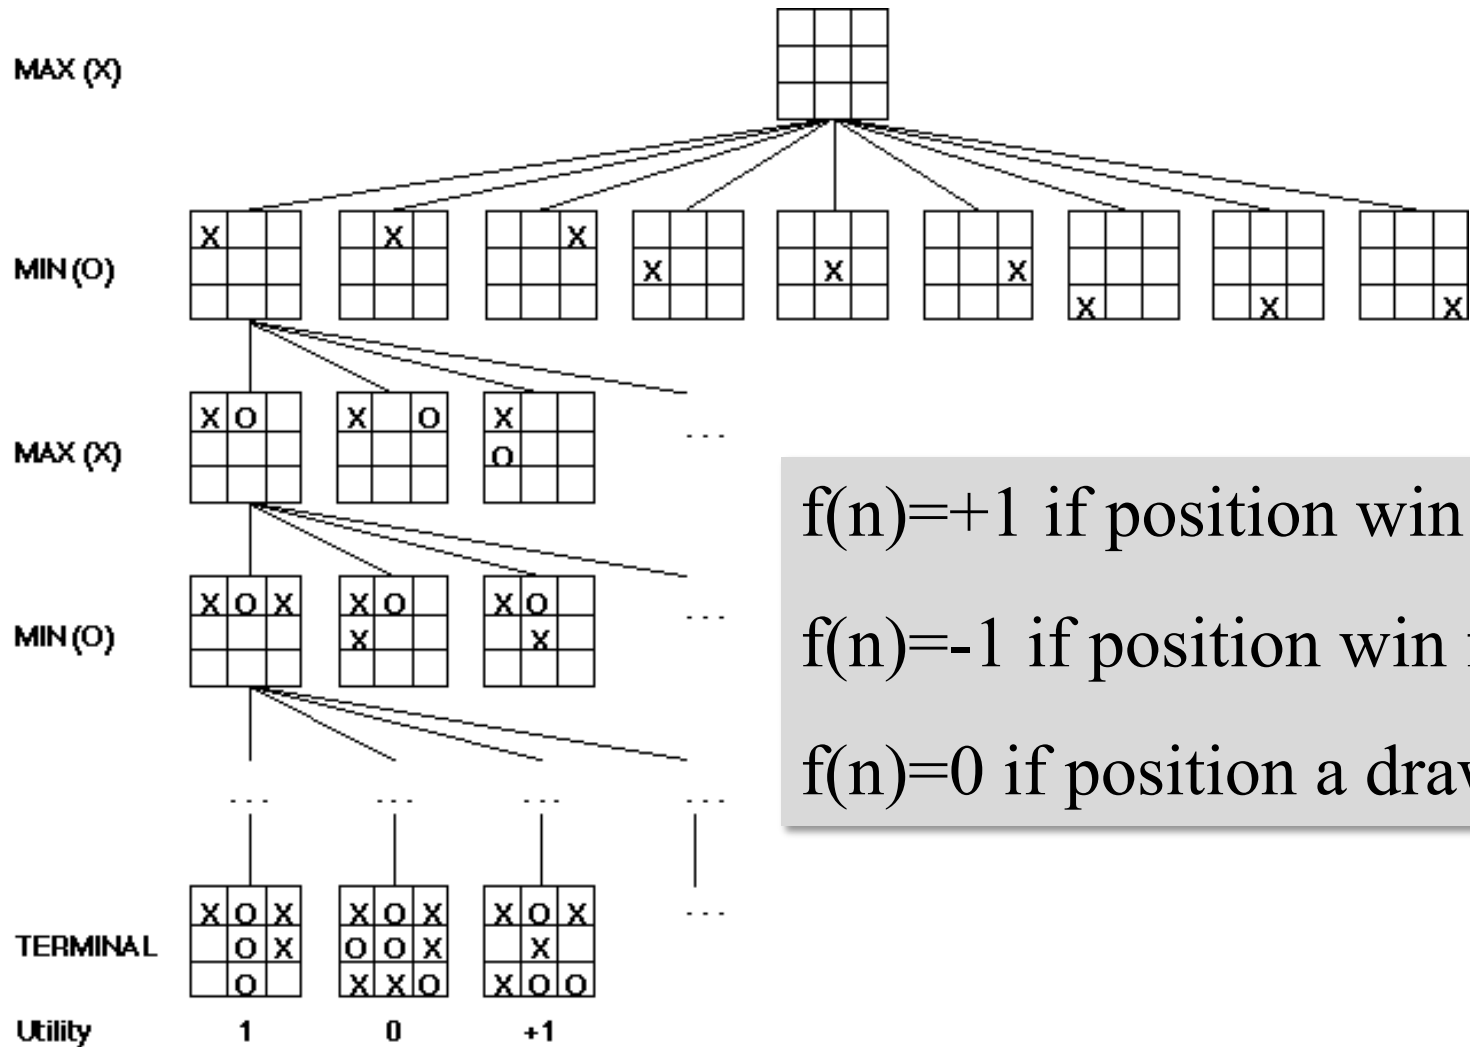 MAX (X)
X X X X X X X X X
MIN (O)
X O X O X
O
MAX (X)
. . .
f(n)=+1 if position win
X O X X O X O
X X
. . .
MIN (O)
f(n)=-1 if position win
f(n)=0 if position a draw
. . . . . . . . . . . .
X O X X O X X O X
. . .
TERMINAL O X O O X X
O X X O X O O
Utility 1 0 +1